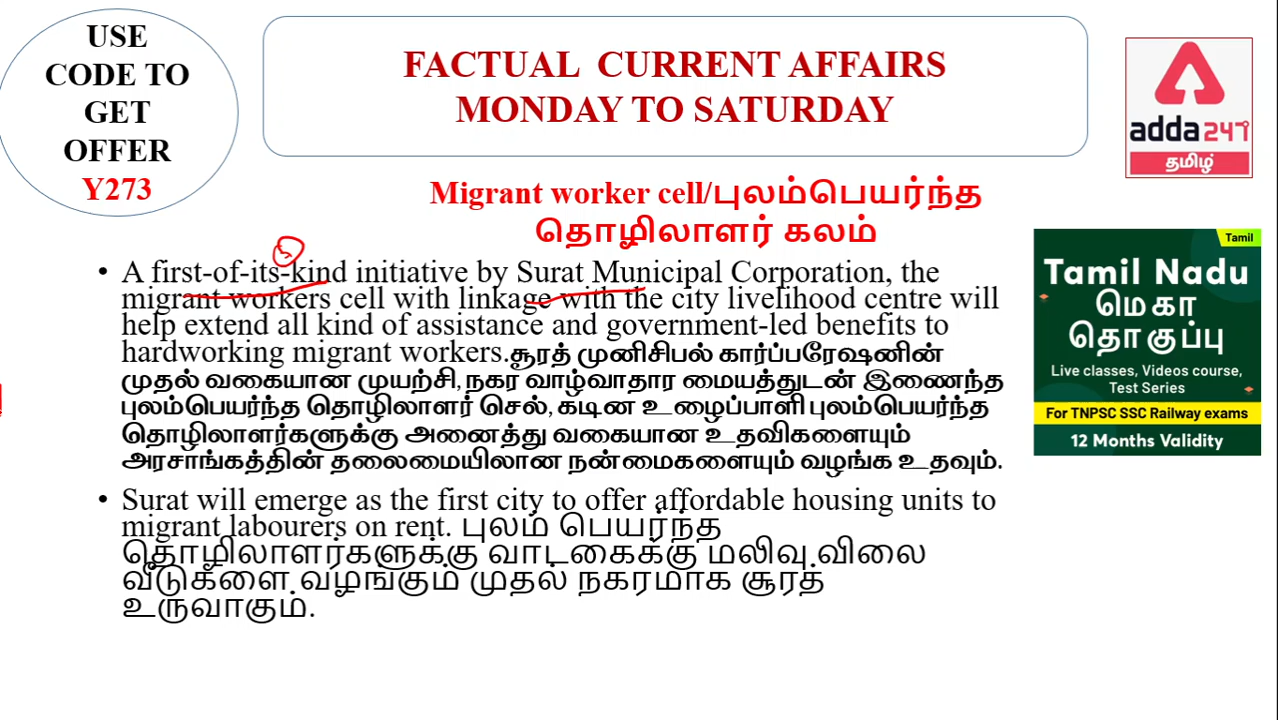 USE
CODE TO
GET
OFFER
Y273
FACTUAL CURRENT AFFAIRS
MONDAY TO SATURDAY
adda247
தமிழ்
Migrant worker cell/புலம்பெயர்ந்த
தொழிலாளர் கலம்
• A first-of-its-kind initiative by Surat Municipal Corporation, the
migrant workers cell with linkage with the city livelihood centre will
help extend all kind of assistance and government-led benefits to
hardworking migrant workers.சூரத் முனிசிபல் கார்ப்பரேஷனின்
முதல் வகையான முயற்சி, நகர வாழ்வாதார மையத்துடன் இணைந்த
புலம்பெயர்ந்த தொழிலாளர் செல், கடின உழைப்பாளி புலம்பெயர்ந்த
தொழிலாளர்களுக்கு அனைத்து வகையான உதவிகளையும்
அரசாங்கத்தின் தலைமையிலான நன்மைகளையும் வழங்க உதவும்.
• Surat will emerge as the first city to offer affordable housing units to
migrant labourers on rent. புலம் பெயர்ந்த
தொழிலாளர்களுக்கு வாடகைக்கு மலிவு விலை
வீடுகளை வழங்கும் முதல் நகரமாக சூரத்
உருவாகும்.
Tamil
Tamil Nadu
மெகா
தொகுப்பு
Live classes, Videos course,
Test Series
For TNPSC SSC Railway exams
12 Months Validity